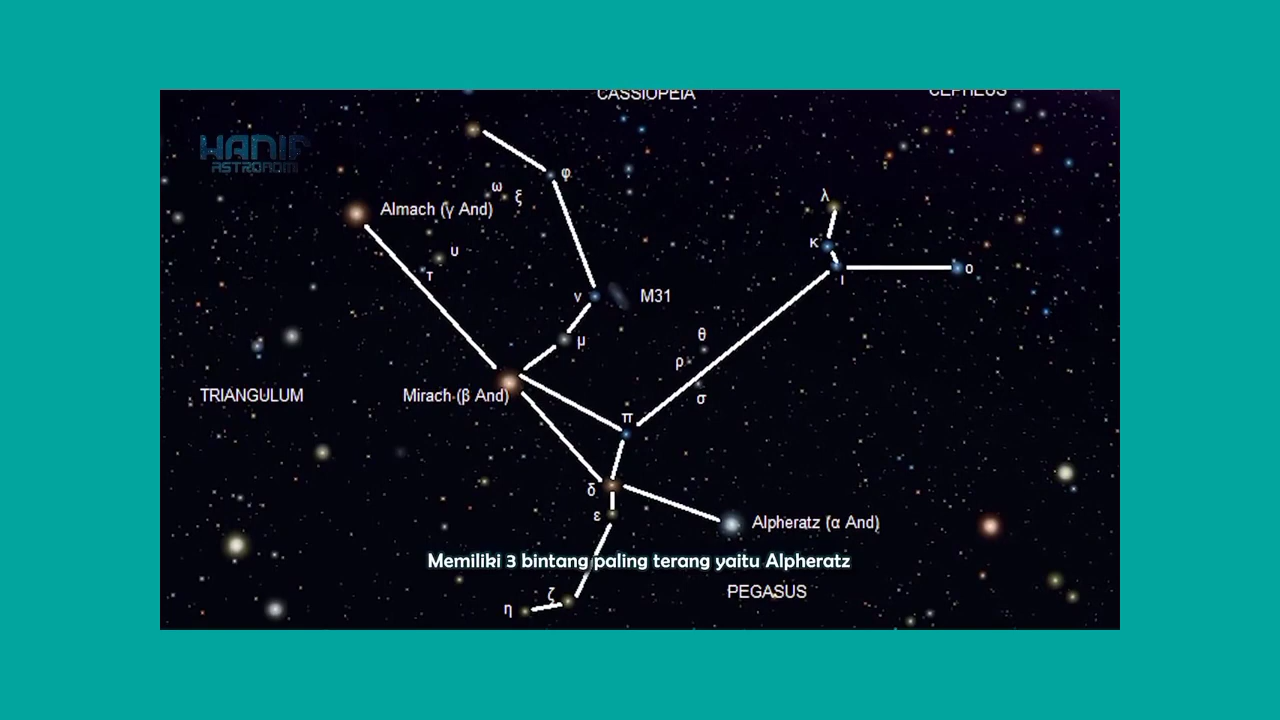 CASSIOPEIA
CEPHEUS
HANIF
ASTRONOMI
φ
ω
ξ
λ
Almach (γ And)
κ
υ
τ
ι
ο
ν
M31
θ
μ
ρ
TRIANGULUM
Mirach (β And)
σ
π
δ
ε
Alpheratz (α And)
Memiliki 3 bintang paling terang yaitu Alpheratz
PEGASUS
ζ
η